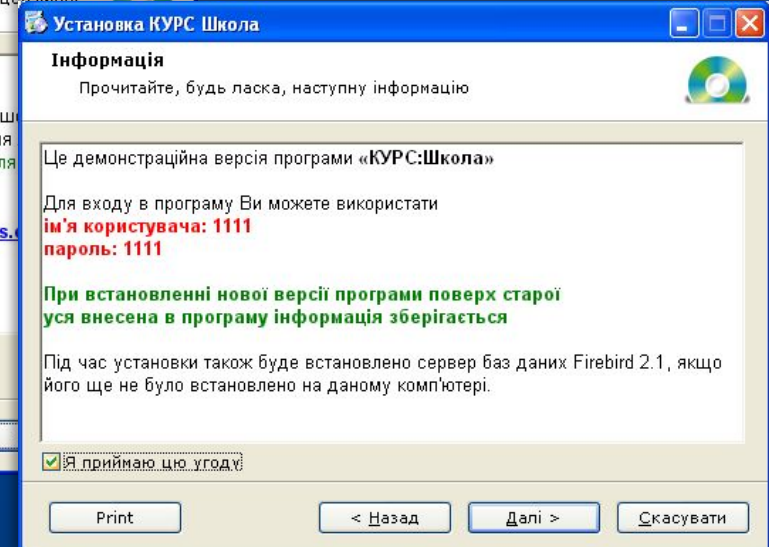 Установка КУРС Школа
Інформація
Прочитайте, будь ласка, наступну інформацію
Це демонстраційна версія програми «КУРС:Школа»
Для входу в програму Ви можете використати
ім'я користувача: 1111
пароль: 1111
При встановленні нової версії програми поверх старої
уся внесена в програму інформація зберігається
Під час установки також буде встановлено сервер баз даних Firebird 2.1, якщо
його ще не було встановлено на даному комп'ютері.
Я приймаю цю угоду
Print
< Назад
Далі >
Скасувати